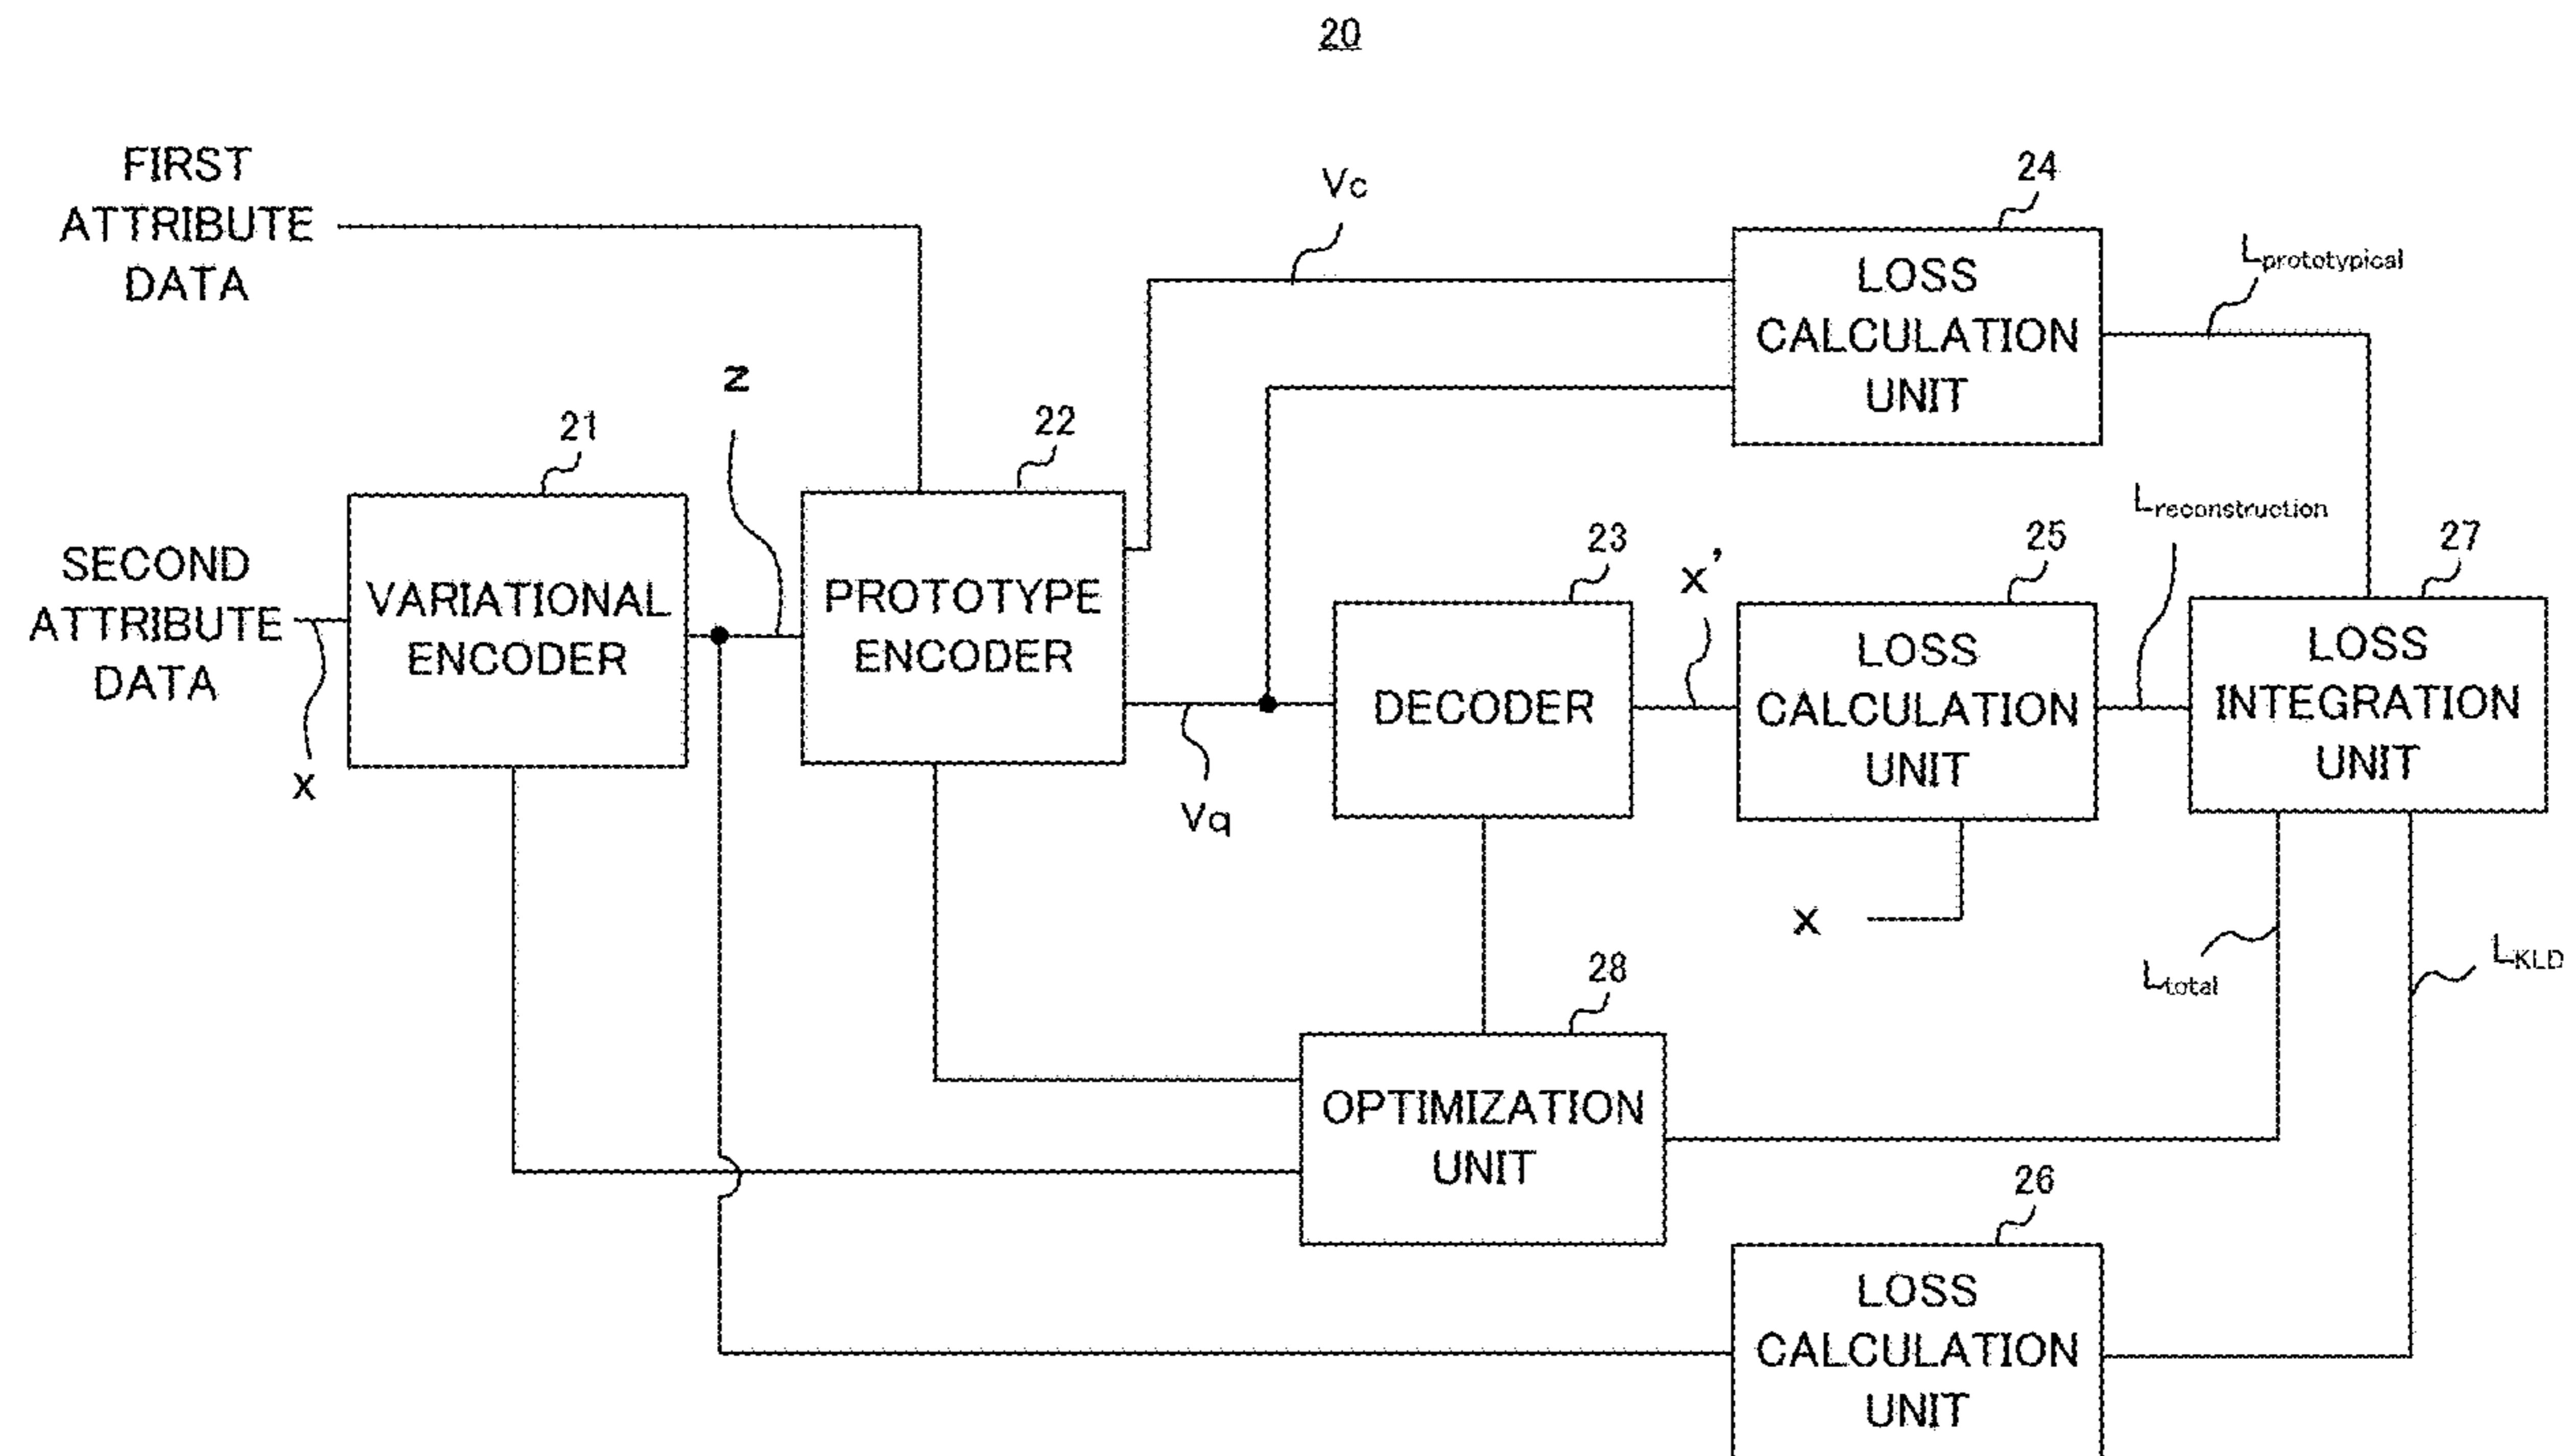 20
FIRST
ATTRIBUTE
DATA
Vc
24
LOSS
CALCULATION
UNIT
Lprototypical
z
21
22
SECOND
ATTRIBUTE
DATA
x
VARIATIONAL
ENCODER
PROTOTYPE
ENCODER
Vq
23
DECODER
x'
25
LOSS
CALCULATION
UNIT
x
Lreconstruction
27
LOSS
INTEGRATION
UNIT
Ltotal
LKLD
28
OPTIMIZATION
UNIT
26
LOSS
CALCULATION
UNIT